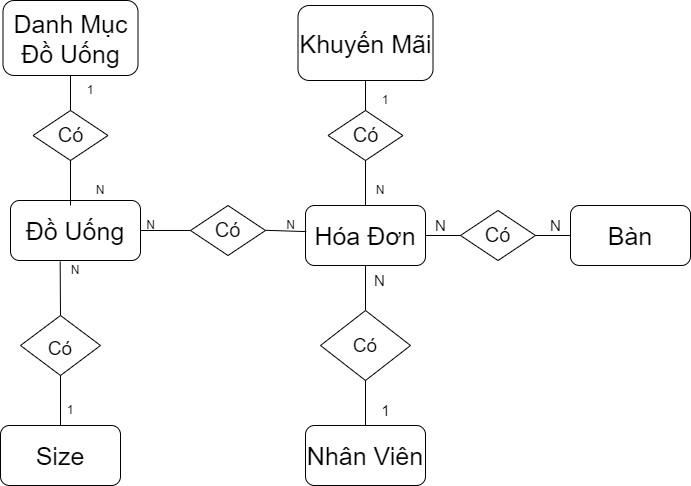 Danh Mục
Đồ Uống
Khuyến Mãi
1
1
Có
Có
N
N
Đồ Uống
N
Có
N
Hóa Đơn
N
Có
N
Bàn
N
N
Có
Có
1
1
Size
Nhân Viên